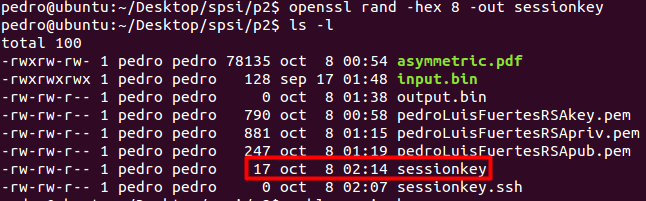 pedro@ubuntu:~/Desktop/spsi/p2$ openssl rand -hex 8 -out sessionkey
pedro@ubuntu:~/Desktop/spsi/p2$ ls -l
total 100
-rwxrw-rw- 1 pedro pedro 78135 oct  8 00:54 asymmetric.pdf
-rwxrwxrwx 1 pedro pedro   128 sep 17 01:48 input.bin
-rw-rw-r-- 1 pedro pedro     0 oct  8 01:38 output.bin
-rw-rw-r-- 1 pedro pedro   790 oct  8 00:58 pedroLuisFuertesRSAkey.pem
-rw-rw-r-- 1 pedro pedro   881 oct  8 01:15 pedroLuisFuertesRSApriv.pem
-rw-rw-r-- 1 pedro pedro   247 oct  8 01:19 pedroLuisFuertesRSApub.pem
-rw-rw-r-- 1 pedro pedro    17 oct  8 02:14 sessionkey
-rw-rw-r-- 1 pedro pedro     0 oct  8 02:07 sessionkey.ssh